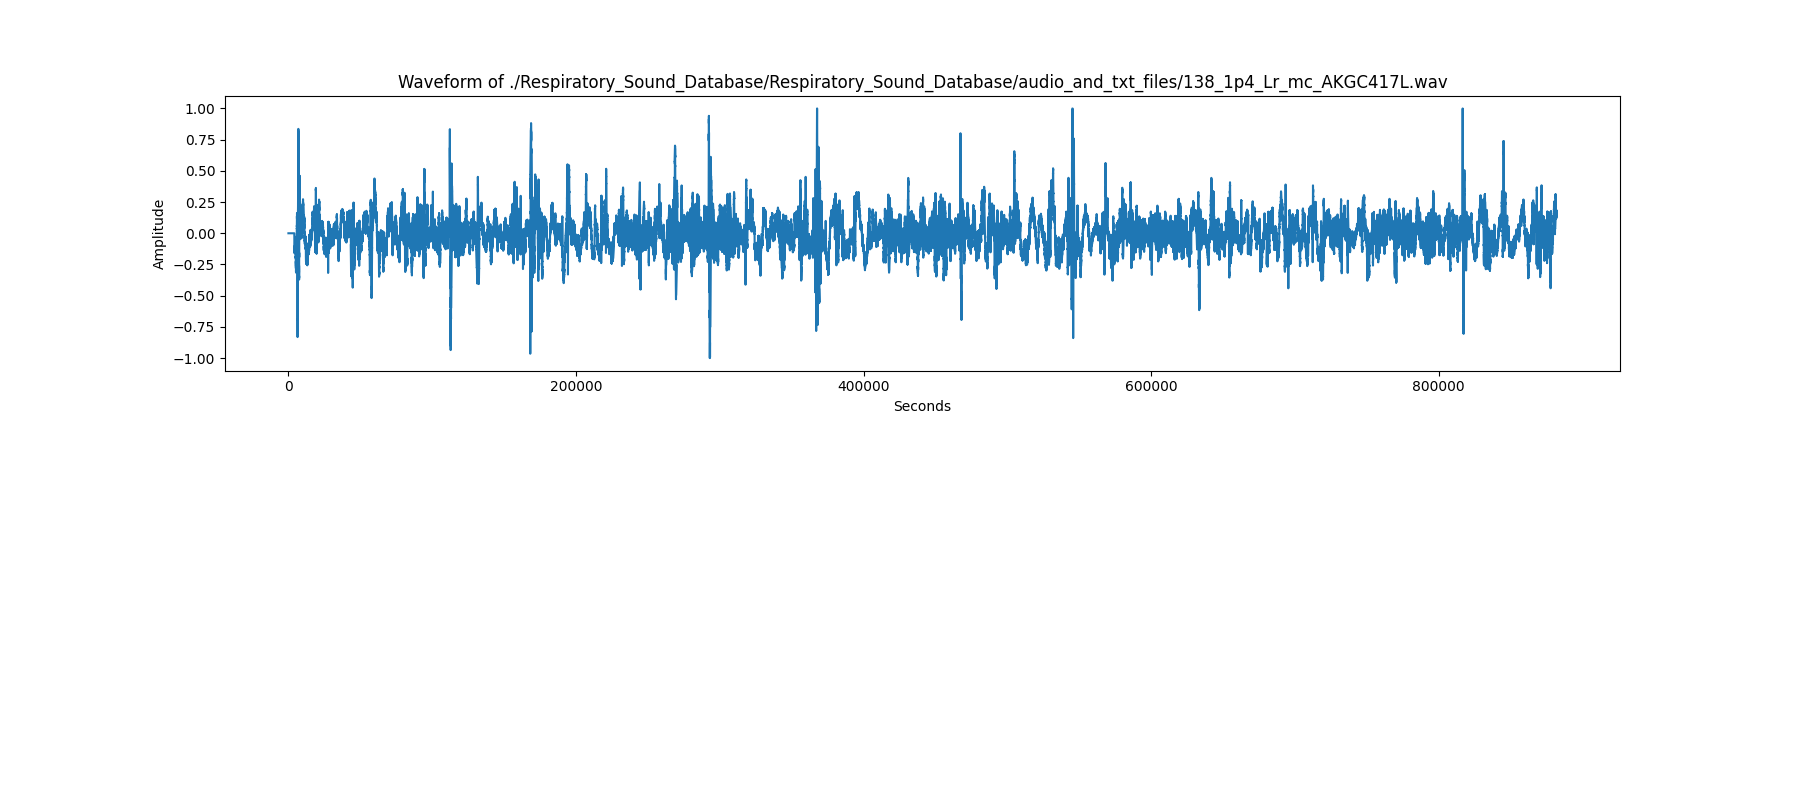 Waveform of ./Respiratory_Sound_Database/Respiratory_Sound_Database/audio_and_txt_files/138_1p4_Lr_mc_AKGC417L.wav
1.00
0.75
0.50
0.25
0.00
−0.25
−0.50
−0.75
−1.00
Amplitude
0 200000 400000 600000 800000
Seconds